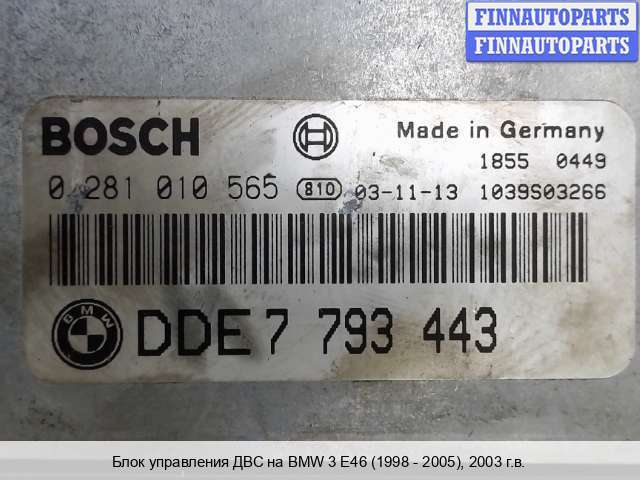 FINNAUTOPARTS
FINNAUTOPARTS
BOSCH
Made in Germany
1855 0449
0 281 010 565 810 03-11-13 1039S03266
BMW
DDE 7 793 443
Блок управления ДВС на BMW 3 E46 (1998 - 2005), 2003 г.в.